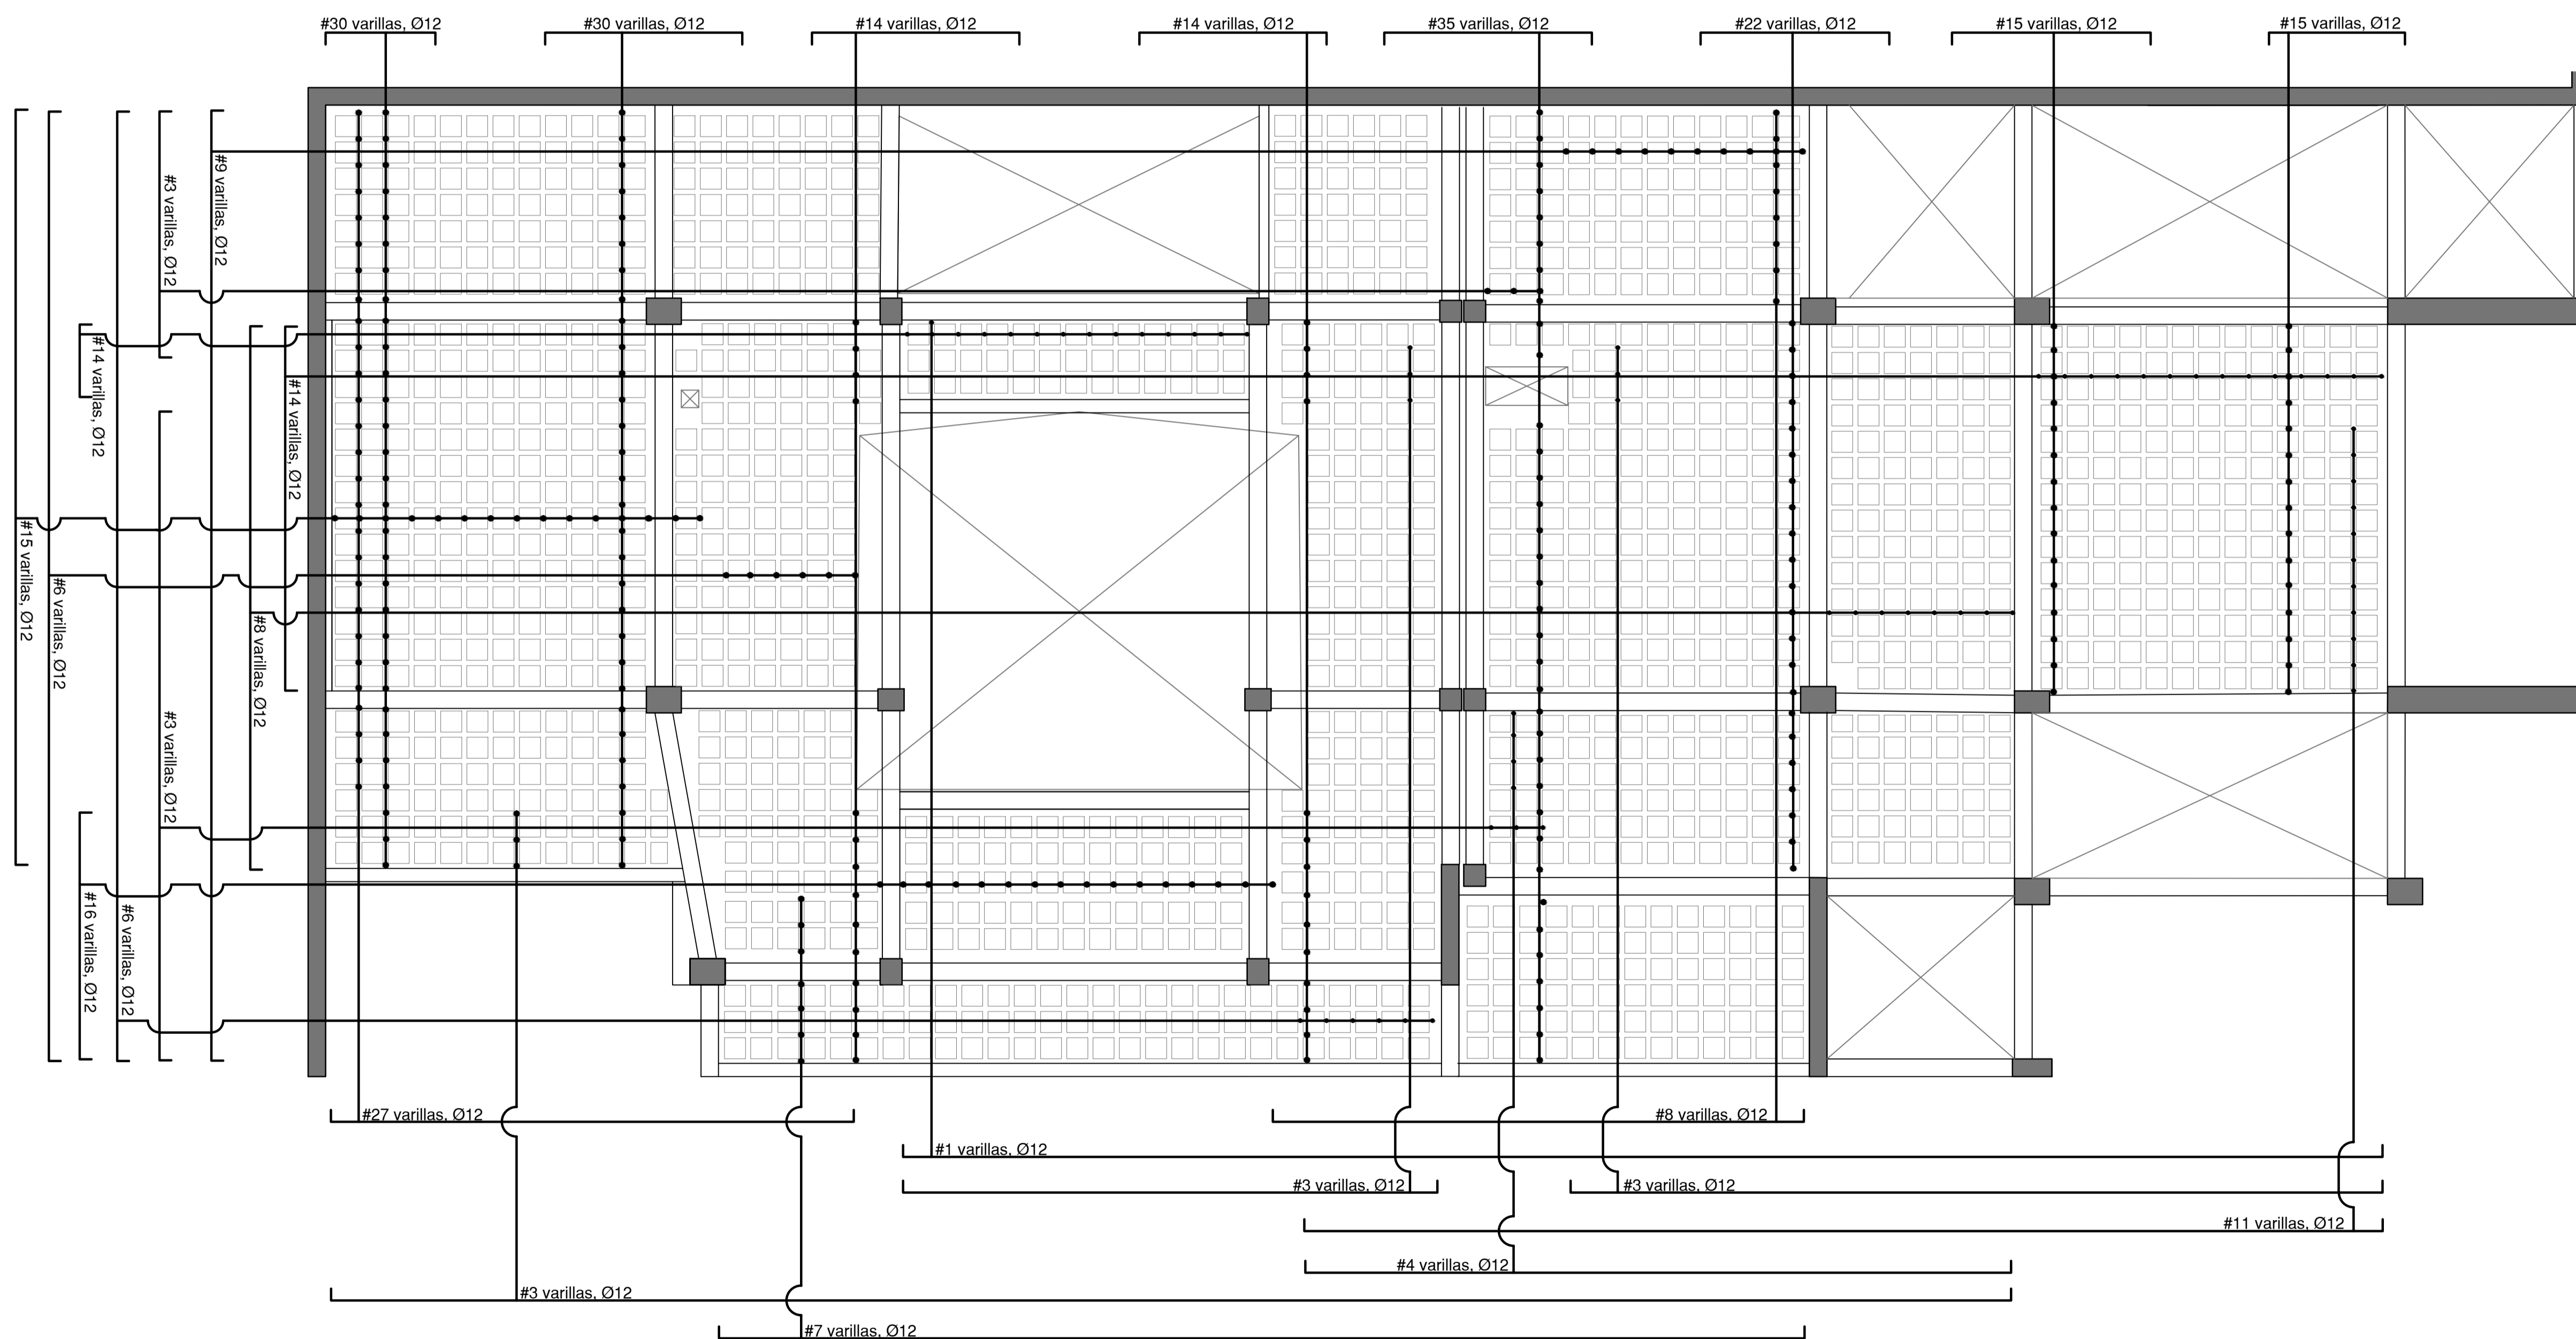 #30 varillas, Ø12
#30 varillas, Ø12
#14 varillas, Ø12
#14 varillas, Ø12
#35 varillas, Ø12
#22 varillas, Ø12
#15 varillas, Ø12
#15 varillas, Ø12
#9 varillas, Ø12
#3 varillas, Ø12
#14 varillas, Ø12
#14 varillas, Ø12
#15 varillas, Ø12
#6 varillas, Ø12
#8 varillas, Ø12
#3 varillas, Ø12
#16 varillas, Ø12
#6 varillas, Ø12
#27 varillas, Ø12
#8 varillas, Ø12
#1 varillas, Ø12
#3 varillas, Ø12
#3 varillas, Ø12
#11 varillas, Ø12
#4 varillas, Ø12
#3 varillas, Ø12
#7 varillas, Ø12